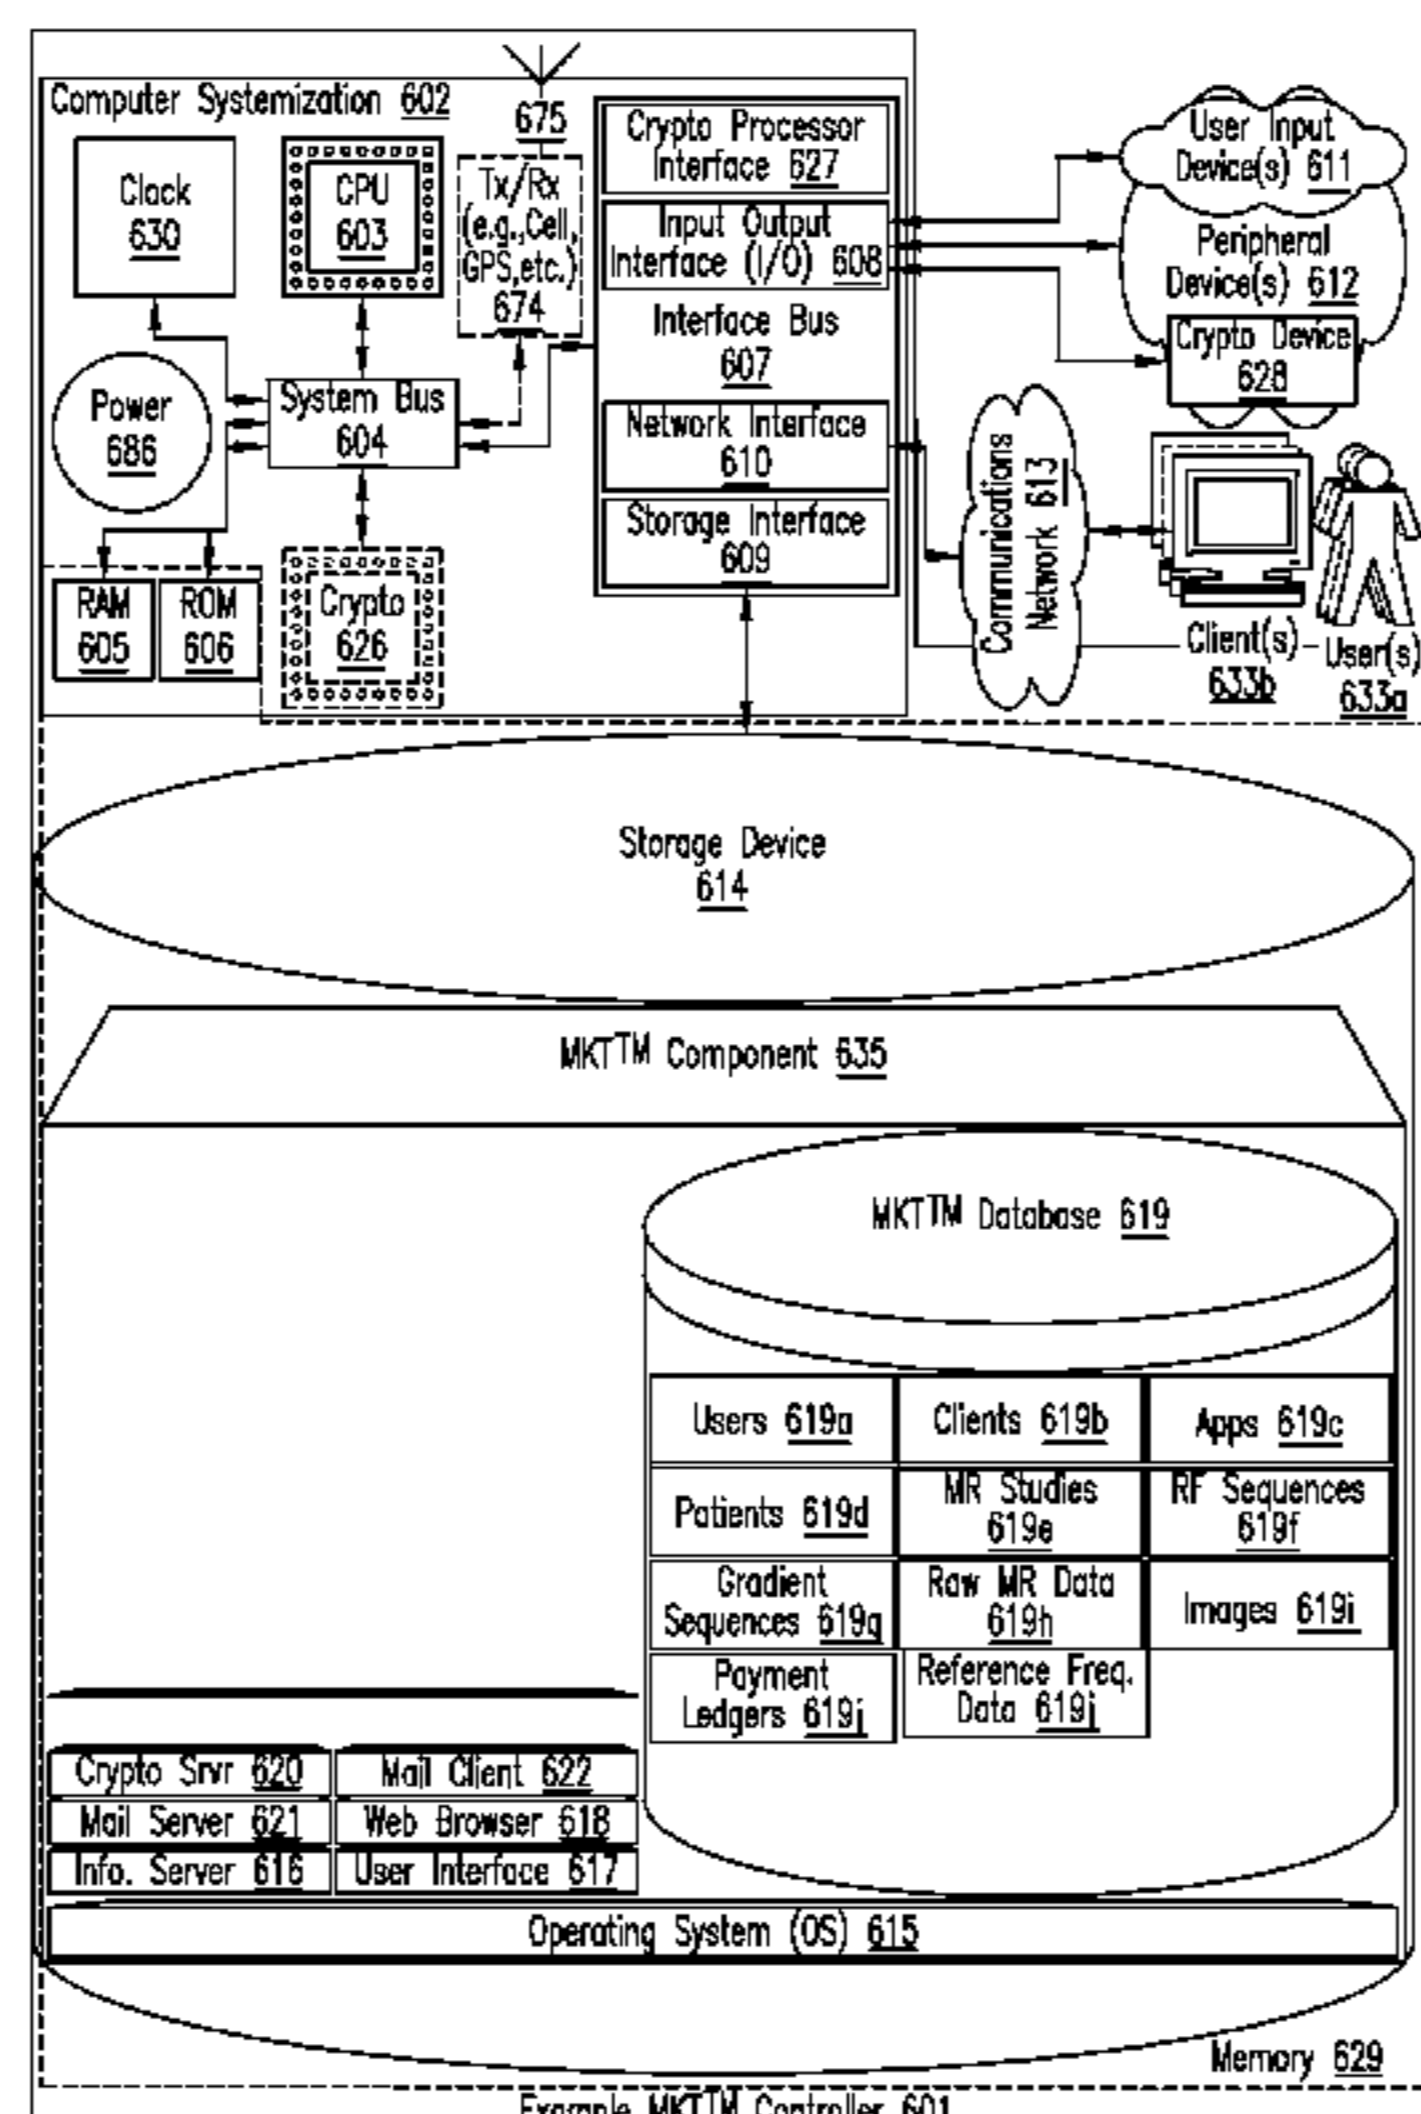 Computer Systemization 602
675
Clock
630
CPU
603
Tx/Rx
(e.g.,Cell,
GPS,etc.)
674
Crypto Processor
Interface 627
Input Output
Interface (I/O) 608
Interface Bus
607
Network Interface
610
Storage Interface
609
User Input
Device(s) 611
Peripheral
Device(s) 612
Crypto Device
628
Power
686
System Bus
604
RAM
605
ROM
606
Crypto
626
Communications
Network 613
Client(s)
633b
User(s)
633a
Storage Device
614
MKT™ Component 635
MKT™ Database 619
Users 619a
Clients 619b
Apps 619c
Patients 619d
MR Studies
619e
RF Sequences
619f
Gradient
Sequences 619g
Raw MR Data
619h
Images 619i
Payment
Ledgers 619j
Reference Freq.
Data 619j
Crypto Srvr 620
Mail Client 622
Mail Server 621
Web Browser 618
Info. Server 616
User Interface 617
Operating System (OS) 615
Memory 629
Example MKT™ Controller 601